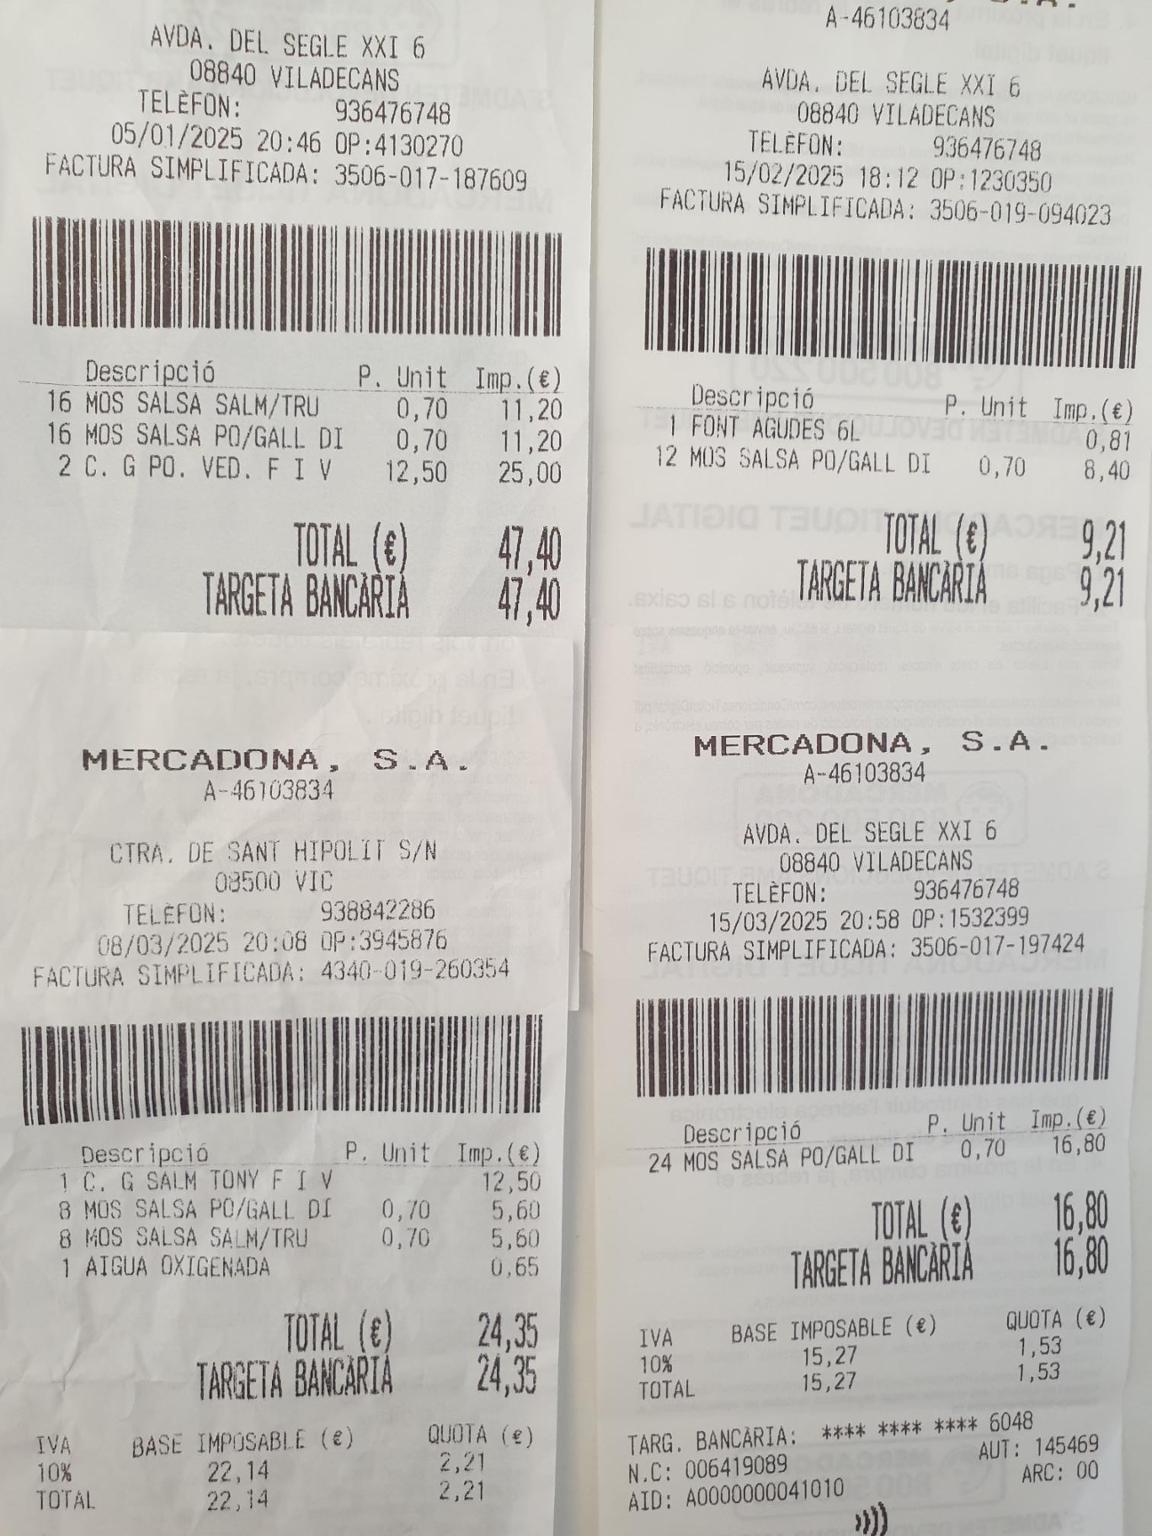 AVDA. DEL SEGLE XXI 6
08840 VILADECANS
TELÈFON: 936476748
05/01/2025 20:46 OP:4130270
FACTURA SIMPLIFICADA: 3506-017-187609
Descripció P. Unit Imp.(€)
16 MOS SALSA SALM/TRU 0,70 11,20
16 MOS SALSA PO/GALL DI 0,70 11,20
2 C. G PO. VED. F I V 12,50 25,00
TOTAL (€) 47,40
TARGETA BANCÀRIA 47,40
A-46103834
AVDA. DEL SEGLE XXI 6
08840 VILADECANS
TELÈFON: 936476748
15/02/2025 18:12 OP:1230350
FACTURA SIMPLIFICADA: 3506-019-094023
Descripció P. Unit Imp.(€)
1 FONT AGUDES 6L 0,81
12 MOS SALSA PO/GALL DI 0,70 8,40
TOTAL (€) 9,21
TARGETA BANCÀRIA 9,21
MERCADONA, S.A.
A-46103834
CTRA. DE SANT HIPOLIT S/N
08500 VIC
TELÈFON: 938842286
08/03/2025 20:08 OP:3945876
FACTURA SIMPLIFICADA: 4340-019-260354
Descripció P. Unit Imp.(€)
1 C. G SALM TONY F I V 12,50
8 MOS SALSA PO/GALL DI 0,70 5,60
8 MOS SALSA SALM/TRU 0,70 5,60
1 AIGUA OXIGENADA 0,65
TOTAL (€) 24,35
TARGETA BANCÀRIA 24,35
IVA BASE IMPOSABLE (€) QUOTA (€)
10% 22,14 2,21
TOTAL 22,14 2,21
MERCADONA, S.A.
A-46103834
AVDA. DEL SEGLE XXI 6
08840 VILADECANS
TELÈFON: 936476748
15/03/2025 20:58 OP:1532399
FACTURA SIMPLIFICADA: 3506-017-197424
Descripció P. Unit Imp.(€)
24 MOS SALSA PO/GALL DI 0,70 16,80
TOTAL (€) 16,80
TARGETA BANCÀRIA 16,80
IVA BASE IMPOSABLE (€) QUOTA (€)
10% 15,27 1,53
TOTAL 15,27 1,53
TARG. BANCÀRIA: **** **** **** 6048
N.C: 006419089 AUT: 145469
AID: A0000000041010 ARC: 00